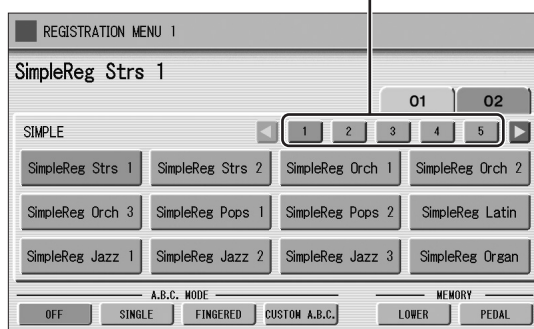 REGISTRATION MENU 1
SimpleReg Strs 1
01 02
SIMPLE 1 2 3 4 5
SimpleReg Strs 1 SimpleReg Strs 2 SimpleReg Orch 1 SimpleReg Orch 2
SimpleReg Orch 3 SimpleReg Pops 1 SimpleReg Pops 2 SimpleReg Latin
SimpleReg Jazz 1 SimpleReg Jazz 2 SimpleReg Jazz 3 SimpleReg Organ
A.B.C. MODE MEMORY
OFF SINGLE FINGERED CUSTOM A.B.C. LOWER PEDAL